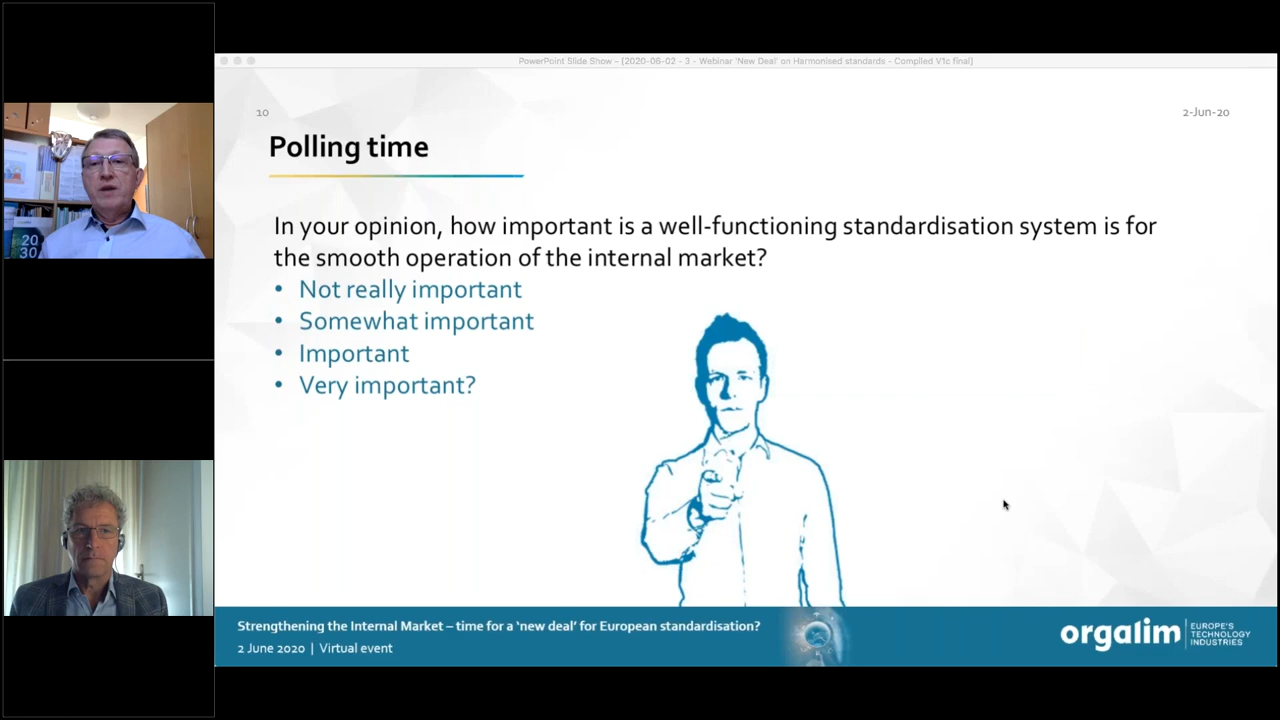 PowerPoint Slide Show - [2020-06-02 - 3 - Webinar 'New Deal' on Harmonised standards - Compiled V1c final]
10
2-Jun-20
Polling time
In your opinion, how important is a well-functioning standardisation system is for
the smooth operation of the internal market?
• Not really important
• Somewhat important
• Important
• Very important?
20
30
Strengthening the Internal Market – time for a ‘new deal’ for European standardisation?
2 June 2020 | Virtual event
orgalim
EUROPE'S
TECHNOLOGY
INDUSTRIES